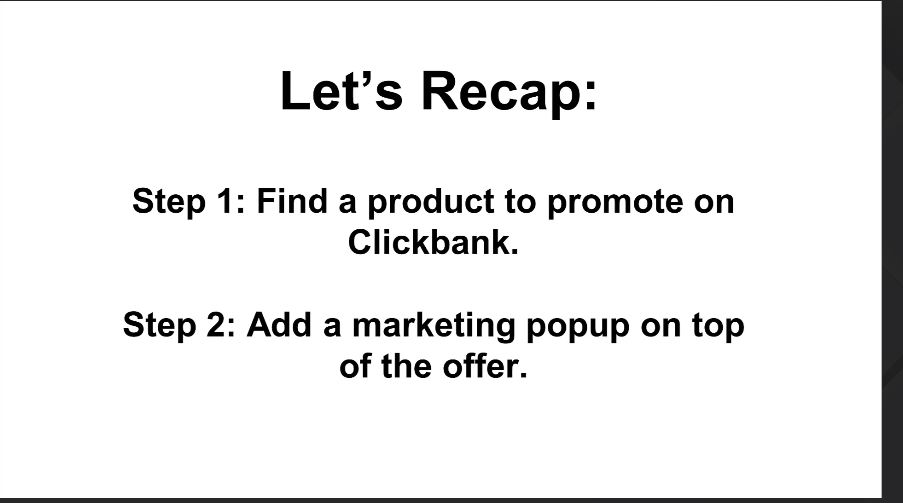 Let’s Recap:
Step 1: Find a product to promote on
Clickbank.
Step 2: Add a marketing popup on top
of the offer.